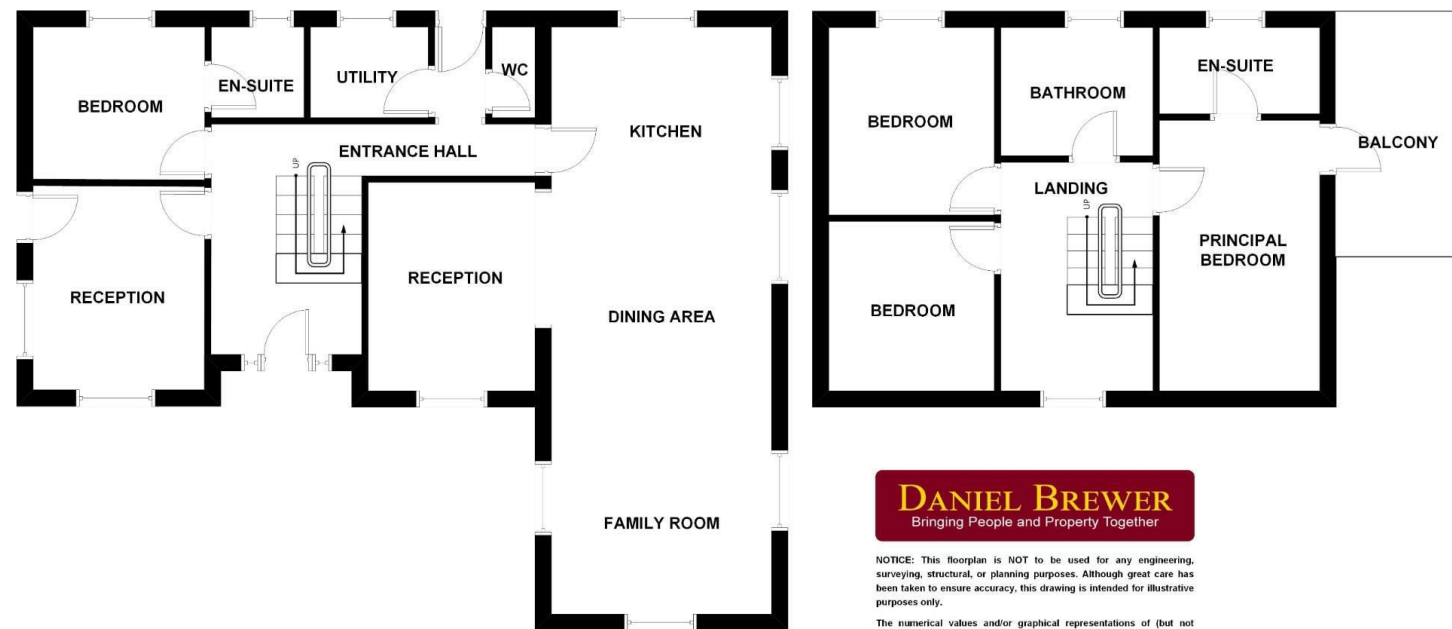 BEDROOM
EN-SUITE
UTILITY
WC
KITCHEN
ENTRANCE HALL
UP
RECEPTION
RECEPTION
DINING AREA
FAMILY ROOM
BEDROOM
BATHROOM
EN-SUITE
BALCONY
LANDING
UP
PRINCIPAL
BEDROOM
BEDROOM
DANIEL BREWER
Bringing People and Property Together
NOTICE: This floorplan is NOT to be used for any engineering,
surveying, structural, or planning purposes. Although great care has
been taken to ensure accuracy, this drawing is intended for illustrative
purposes only.
The numerical values and/or graphical representations of (but not